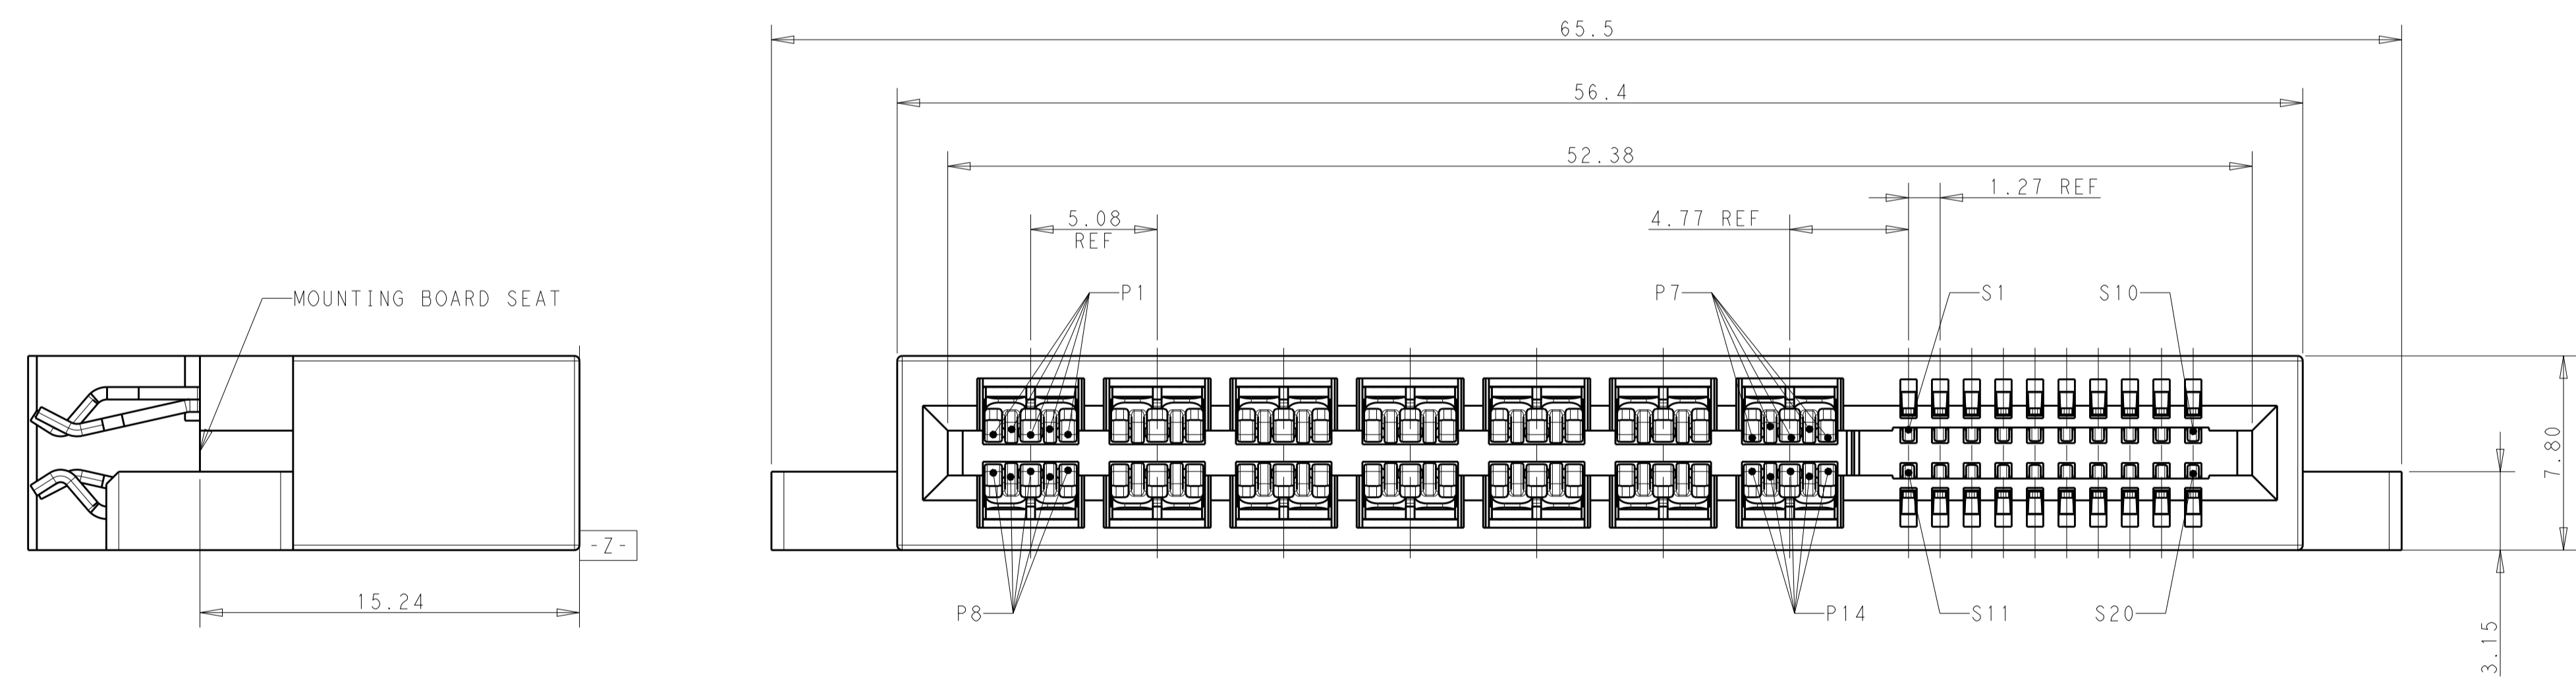 65.5
56.4
52.38
1.27 REF
5.08
REF
4.77 REF
MOUNTING BOARD SEAT
P1
P7
S1
S10
7.80
-Z-
15.24
P8
P14
S11
S20
3.15